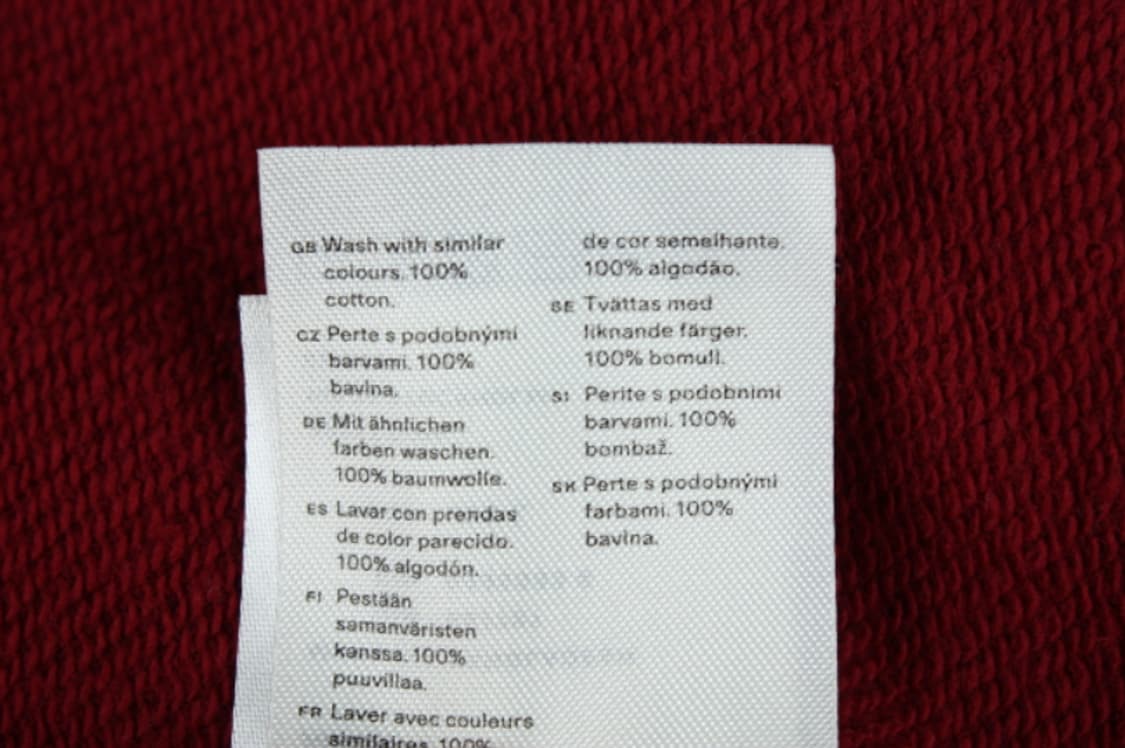 GB Wash with similar
colours. 100%
cotton.
CZ Perte s podobnými
barvami. 100%
bavlna.
DE Mit ähnlichen
farben waschen.
100% baumwolle.
ES Lavar con prendas
de color parecido.
100% algodón.
FI Pestään
samanväristen
kanssa. 100%
puuvillaa.
FR Laver avec couleurs
similaires. 100%
de cor semelhante.
100% algodão.
SE Tvättas med
liknande färger.
100% bomull.
SI Perite s podobnimi
barvami. 100%
bombaž.
SK Perte s podobnými
farbami. 100%
bavlna.